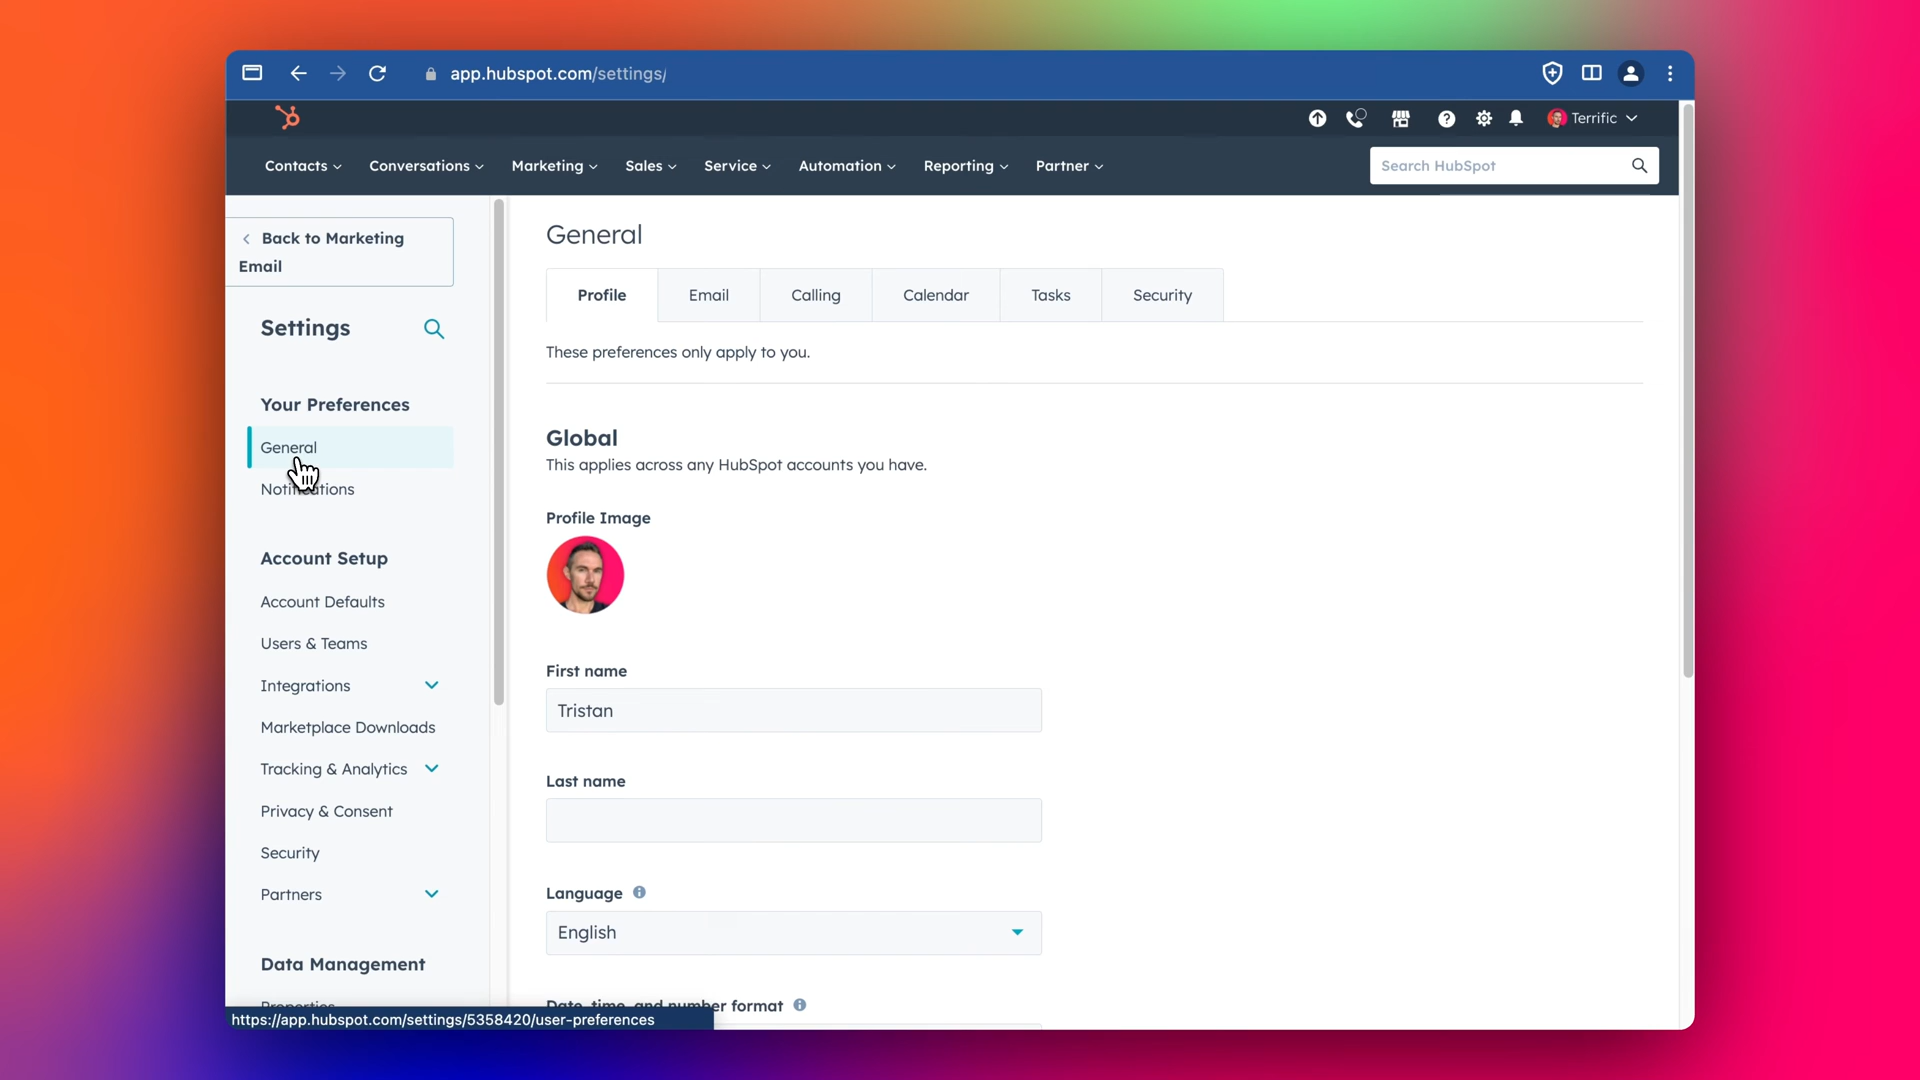 app.hubspot.com/settings/
Terrific
Contacts Conversations Marketing Sales Service Automation Reporting Partner Search HubSpot
Back to Marketing
Email
Settings
Your Preferences
General
Notifications
Account Setup
Account Defaults
Users & Teams
Integrations
Marketplace Downloads
Tracking & Analytics
Privacy & Consent
Security
Partners
Data Management
Properties
https://app.hubspot.com/settings/5358420/user-preferences
General
Profile Email Calling Calendar Tasks Security
These preferences only apply to you.
Global
This applies across any HubSpot accounts you have.
Profile Image
First name
Tristan
Last name
Language
English
Date, time, and number format